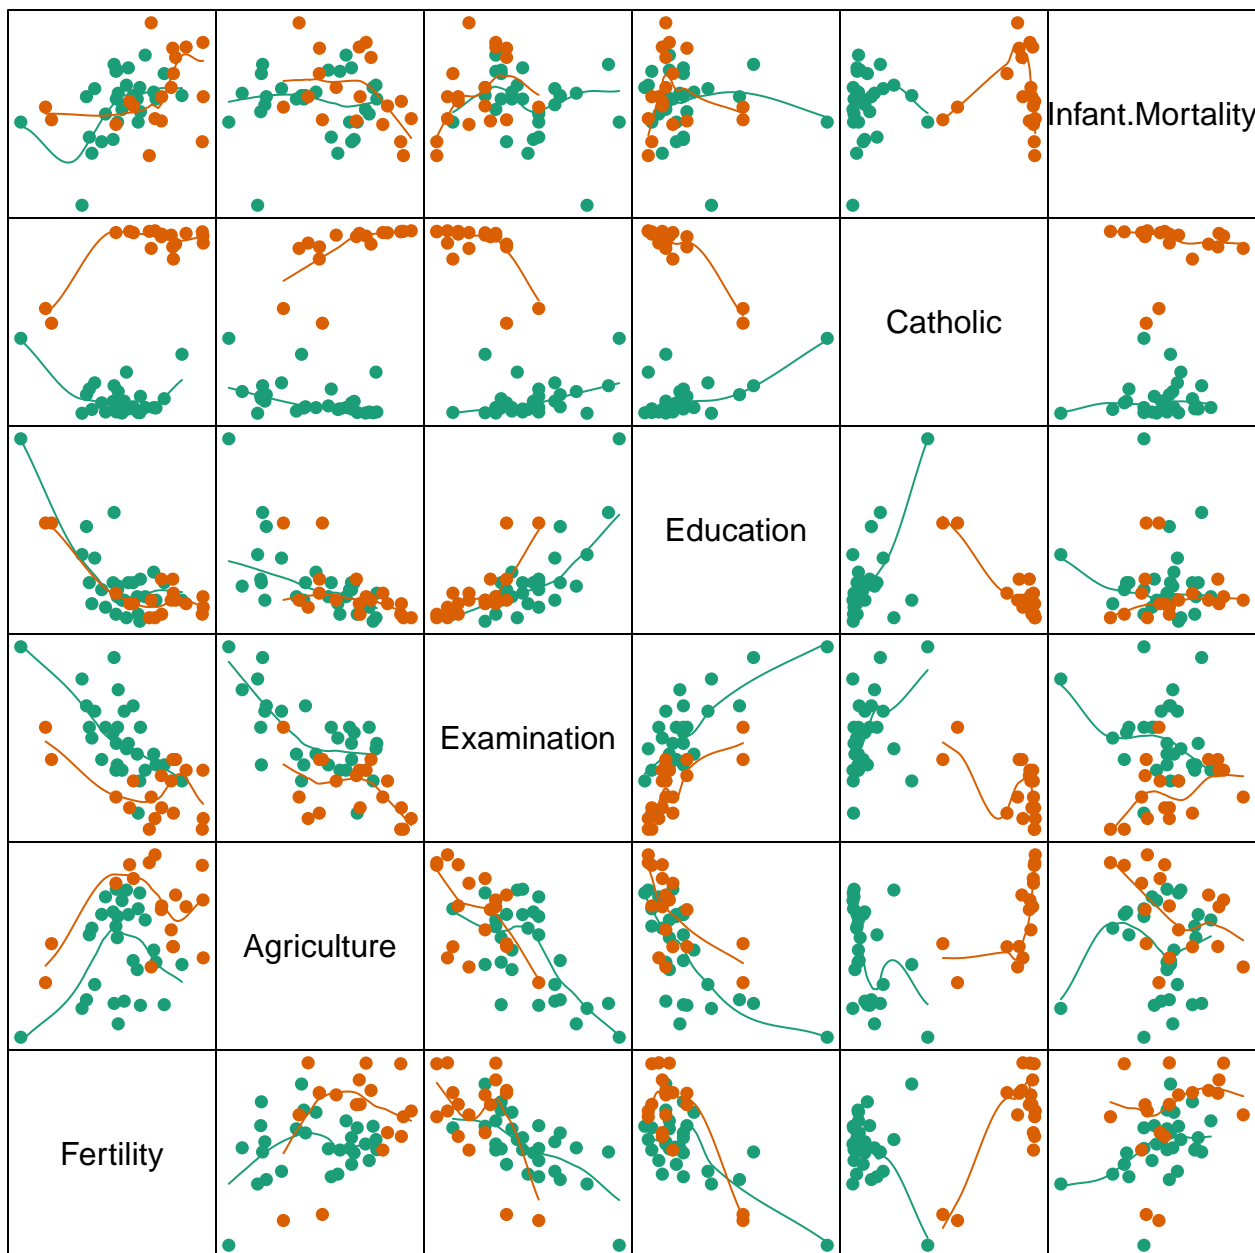 Infant.Mortality
Catholic
Education
Examination
Agriculture
Fertility